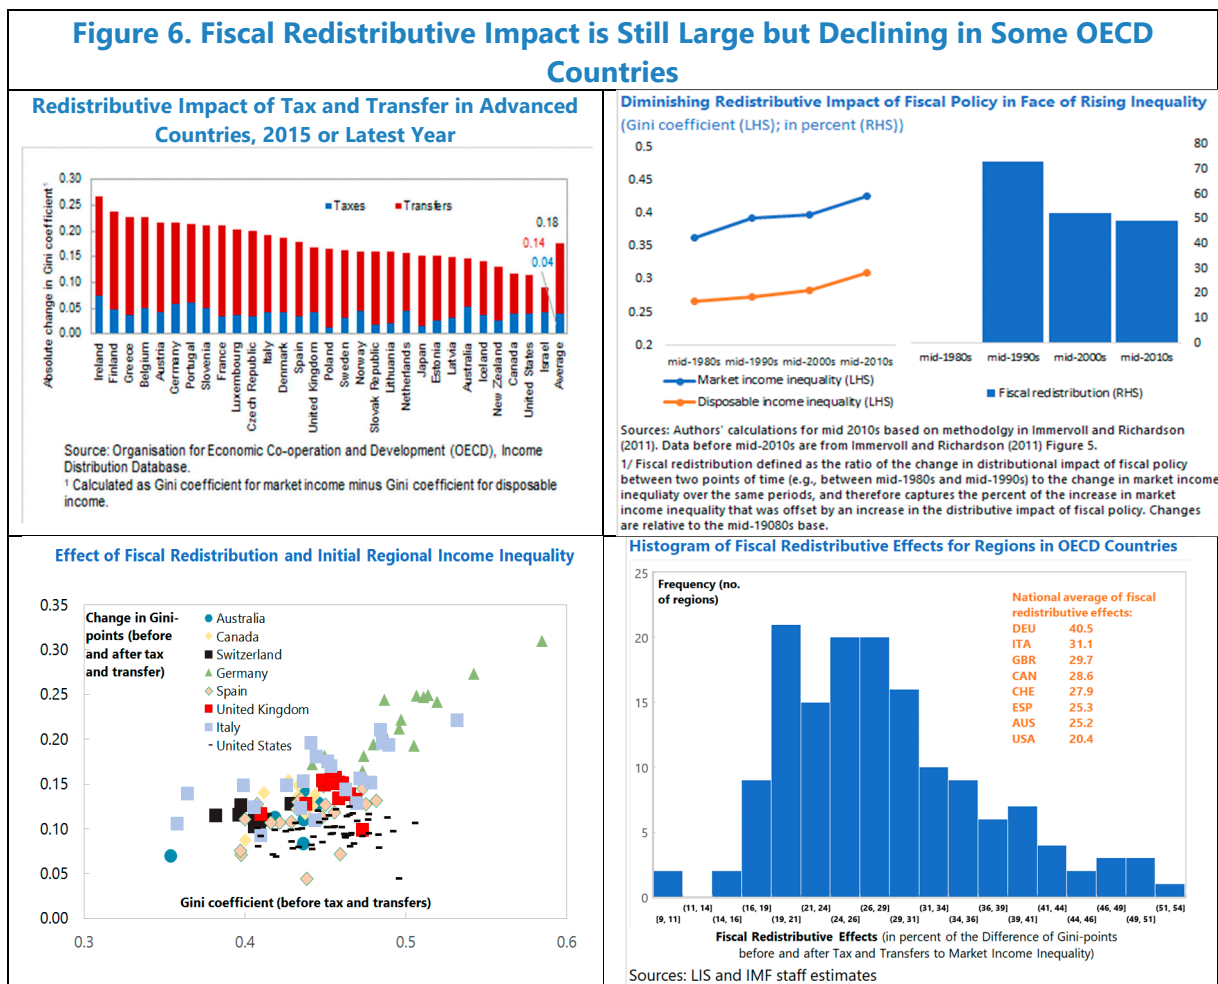 Figure 6. Fiscal Redistributive Impact is Still Large but Declining in Some OECD
Countries
Redistributive Impact of Tax and Transfer in Advanced
Countries, 2015 or Latest Year
Absolute change in Gini coefficient¹
0.30
0.25
0.20
0.15
0.10
0.05
0.00
Taxes
Transfers
0.18
0.14
0.04
Ireland
Finland
Greece
Belgium
Austria
Germany
Portugal
Slovenia
France
Luxembourg
Czech Republic
Italy
Denmark
Spain
United Kingdom
Poland
Sweden
Norway
Slovak Republic
Lithuania
Netherlands
Japan
Estonia
Latvia
Australia
Iceland
New Zealand
Canada
United States
Israel
Average
Source: Organisation for Economic Co-operation and Development (OECD), Income
Distribution Database.
¹ Calculated as Gini coefficient for market income minus Gini coefficient for disposable
income.
Diminishing Redistributive Impact of Fiscal Policy in Face of Rising Inequality
(Gini coefficient (LHS); in percent (RHS))
0.5
0.45
0.4
0.35
0.3
0.25
0.2
mid-1980s
mid-1990s
mid-2000s
mid-2010s
Market income inequality (LHS)
Disposable income inequality (LHS)
80
70
60
50
40
30
20
10
0
mid-1980s
mid-1990s
mid-2000s
mid-2010s
Fiscal redistribution (RHS)
Sources: Authors' calculations for mid 2010s based on methodolgy in Immervoll and Richardson
(2011). Data before mid-2010s are from Immervoll and Richardson (2011) Figure 5.
1/ Fiscal redistribution defined as the ratio of the change in distributional impact of fiscal policy
between two points of time (e.g., between mid-1980s and mid-1990s) to the change in market income
inequliaty over the same periods, and therefore captures the percent of the increase in market
income inequality that was offset by an increase in the distributive impact of fiscal policy. Changes
are relative to the mid-19080s base.
Effect of Fiscal Redistribution and Initial Regional Income Inequality
0.35
0.30
0.25
0.20
0.15
0.10
0.05
0.00
Change in Gini-
points (before
and after tax
and transfer)
Australia
Canada
Switzerland
Germany
Spain
United Kingdom
Italy
United States
Gini coefficient (before tax and transfers)
0.3
0.4
0.5
0.6
Histogram of Fiscal Redistributive Effects for Regions in OECD Countries
25
20
15
10
5
0
Frequency (no.
of regions)
National average of fiscal
redistributive effects:
DEU 40.5
ITA 31.1
GBR 29.7
CAN 28.6
CHE 27.9
ESP 25.3
AUS 25.2
USA 20.4
[9, 11]
(11, 14]
(14, 16]
(16, 19]
(19, 21]
(21, 24]
(24, 26]
(26, 29]
(29, 31]
(31, 34]
(34, 36]
(36, 39]
(39, 41]
(41, 44]
(44, 46]
(46, 49]
(49, 51]
(51, 54]
Fiscal Redistributive Effects (in percent of the Difference of Gini-points
before and after Tax and Transfers to Market Income Inequality)
Sources: LIS and IMF staff estimates